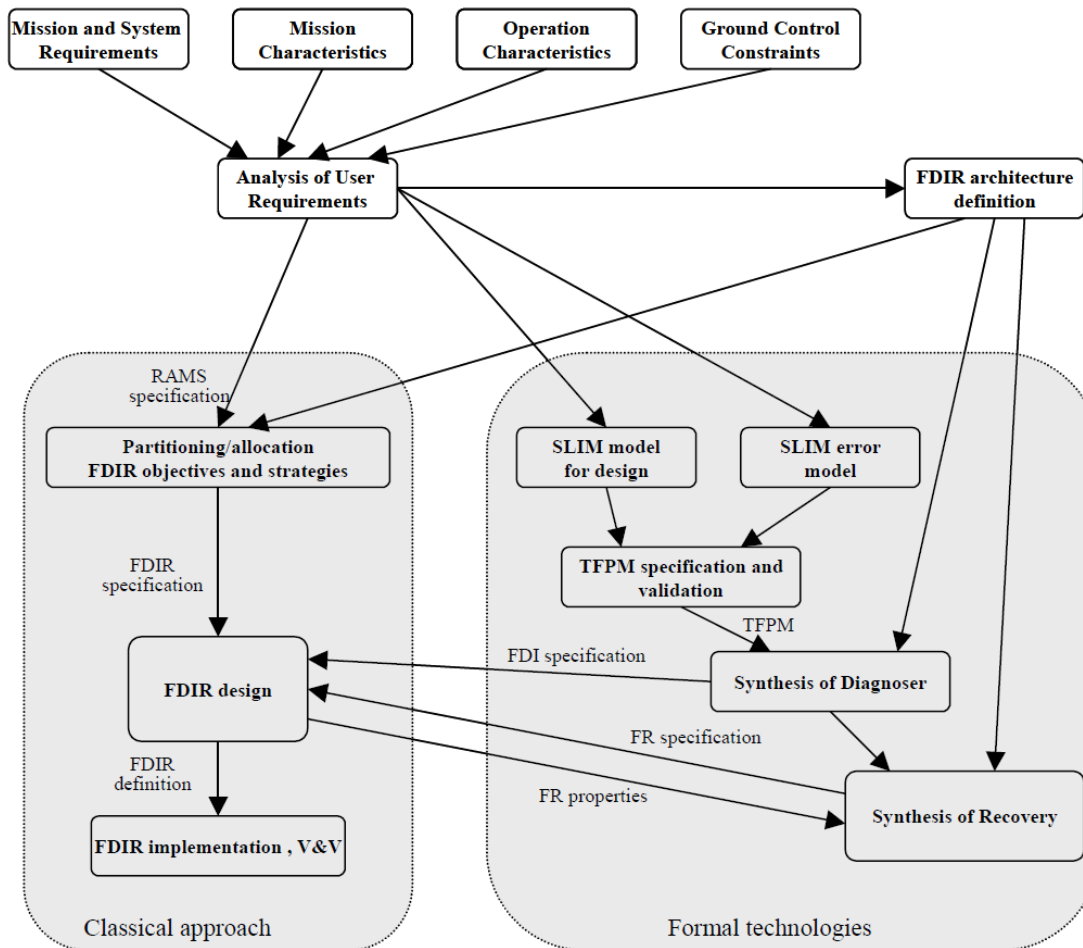 Mission and System
Requirements
Mission
Characteristics
Operation
Characteristics
Ground Control
Constraints
Analysis of User
Requirements
FDIR architecture
definition
RAMS
specification
Partitioning/allocation
FDIR objectives and strategies
SLIM model
for design
SLIM error
model
FDIR
specification
TFPM specification and
validation
TFPM
FDI specification
FDIR design
Synthesis of Diagnoser
FR specification
FDIR
definition
FR properties
Synthesis of Recovery
FDIR implementation , V&V
Classical approach
Formal technologies